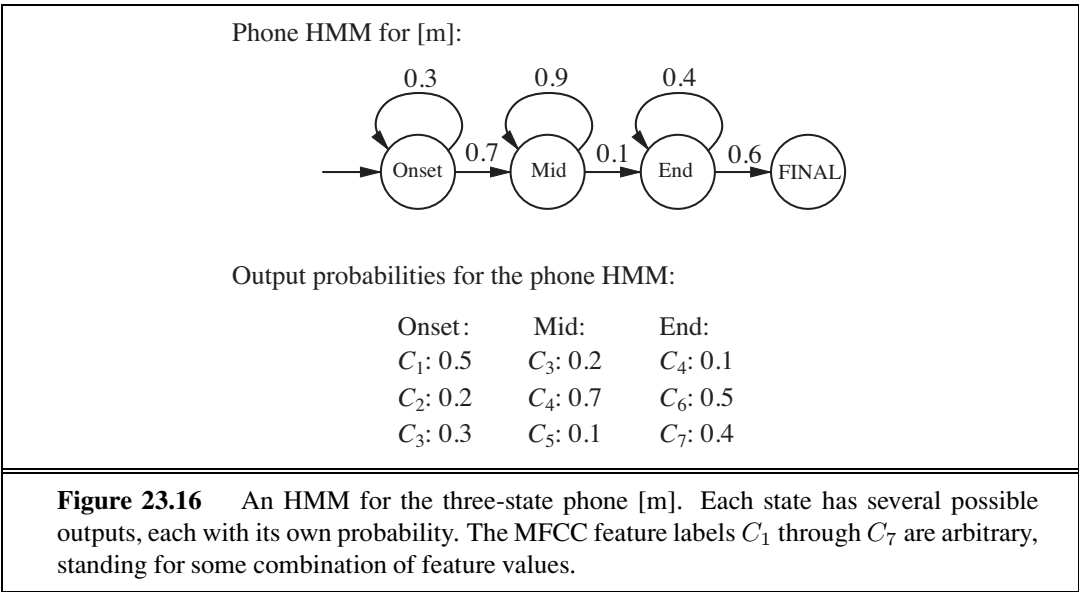 Phone HMM for [m]:
0.3 0.9 0.4
Onset 0.7 Mid 0.1 End 0.6 FINAL
Output probabilities for the phone HMM:
Onset: Mid: End:
C₁: 0.5 C₃: 0.2 C₄: 0.1
C₂: 0.2 C₄: 0.7 C₆: 0.5
C₃: 0.3 C₅: 0.1 C₇: 0.4
Figure 23.16 An HMM for the three-state phone [m]. Each state has several possible
outputs, each with its own probability. The MFCC feature labels C₁ through C₇ are arbitrary,
standing for some combination of feature values.